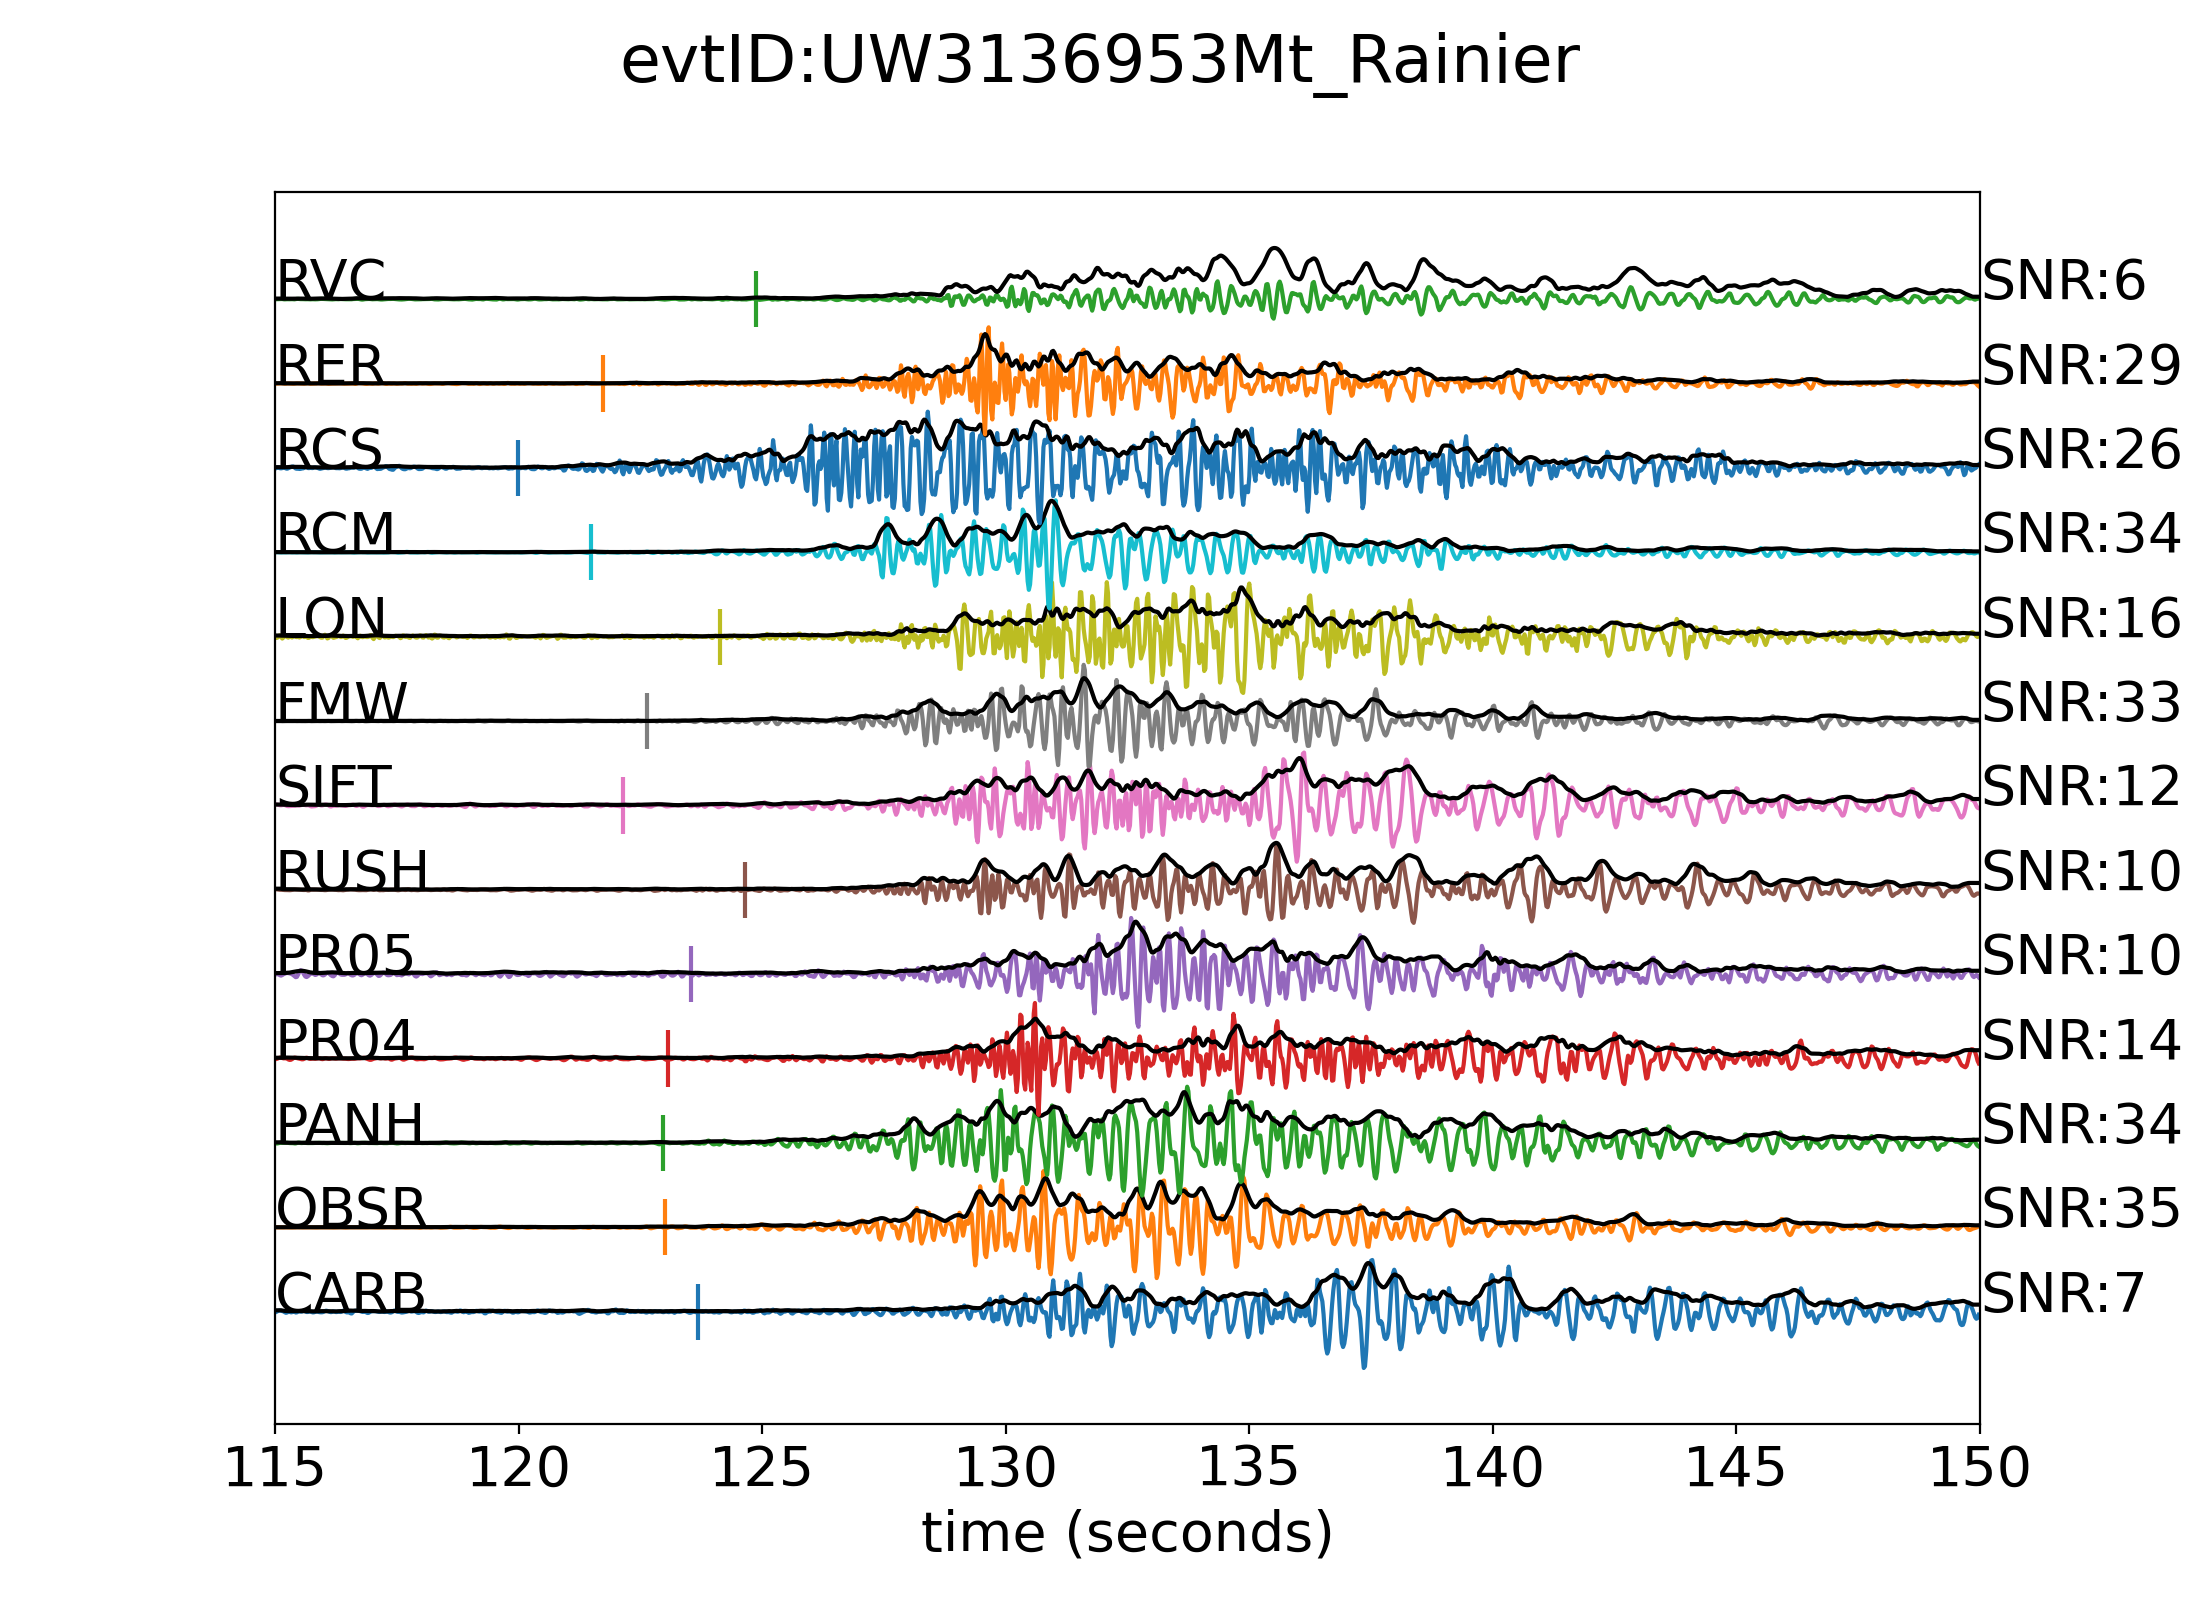 evtID:UW3136953Mt_Rainier
RVC SNR:6
RER SNR:29
RCS SNR:26
RCM SNR:34
LON SNR:16
FMW SNR:33
SIFT SNR:12
RUSH SNR:10
PR05 SNR:10
PR04 SNR:14
PANH SNR:34
OBSR SNR:35
CARB SNR:7
115 120 125 130 135 140 145 150
time (seconds)